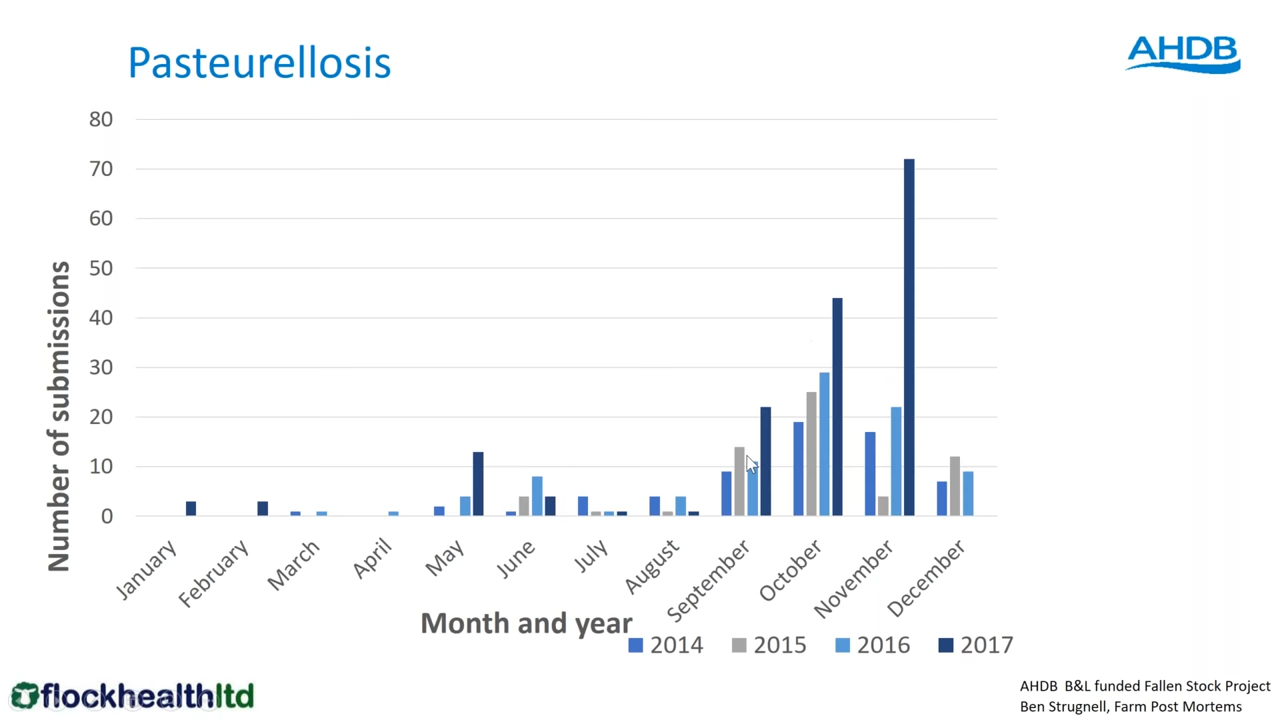 Pasteurellosis
AHDB
80
70
60
50
40
30
20
10
0
Number of submissions
January
February
March
April
May
June
July
August
September
October
November
December
Month and year
2014
2015
2016
2017
flockhealthltd
AHDB B&L funded Fallen Stock Project
Ben Strugnell, Farm Post Mortems